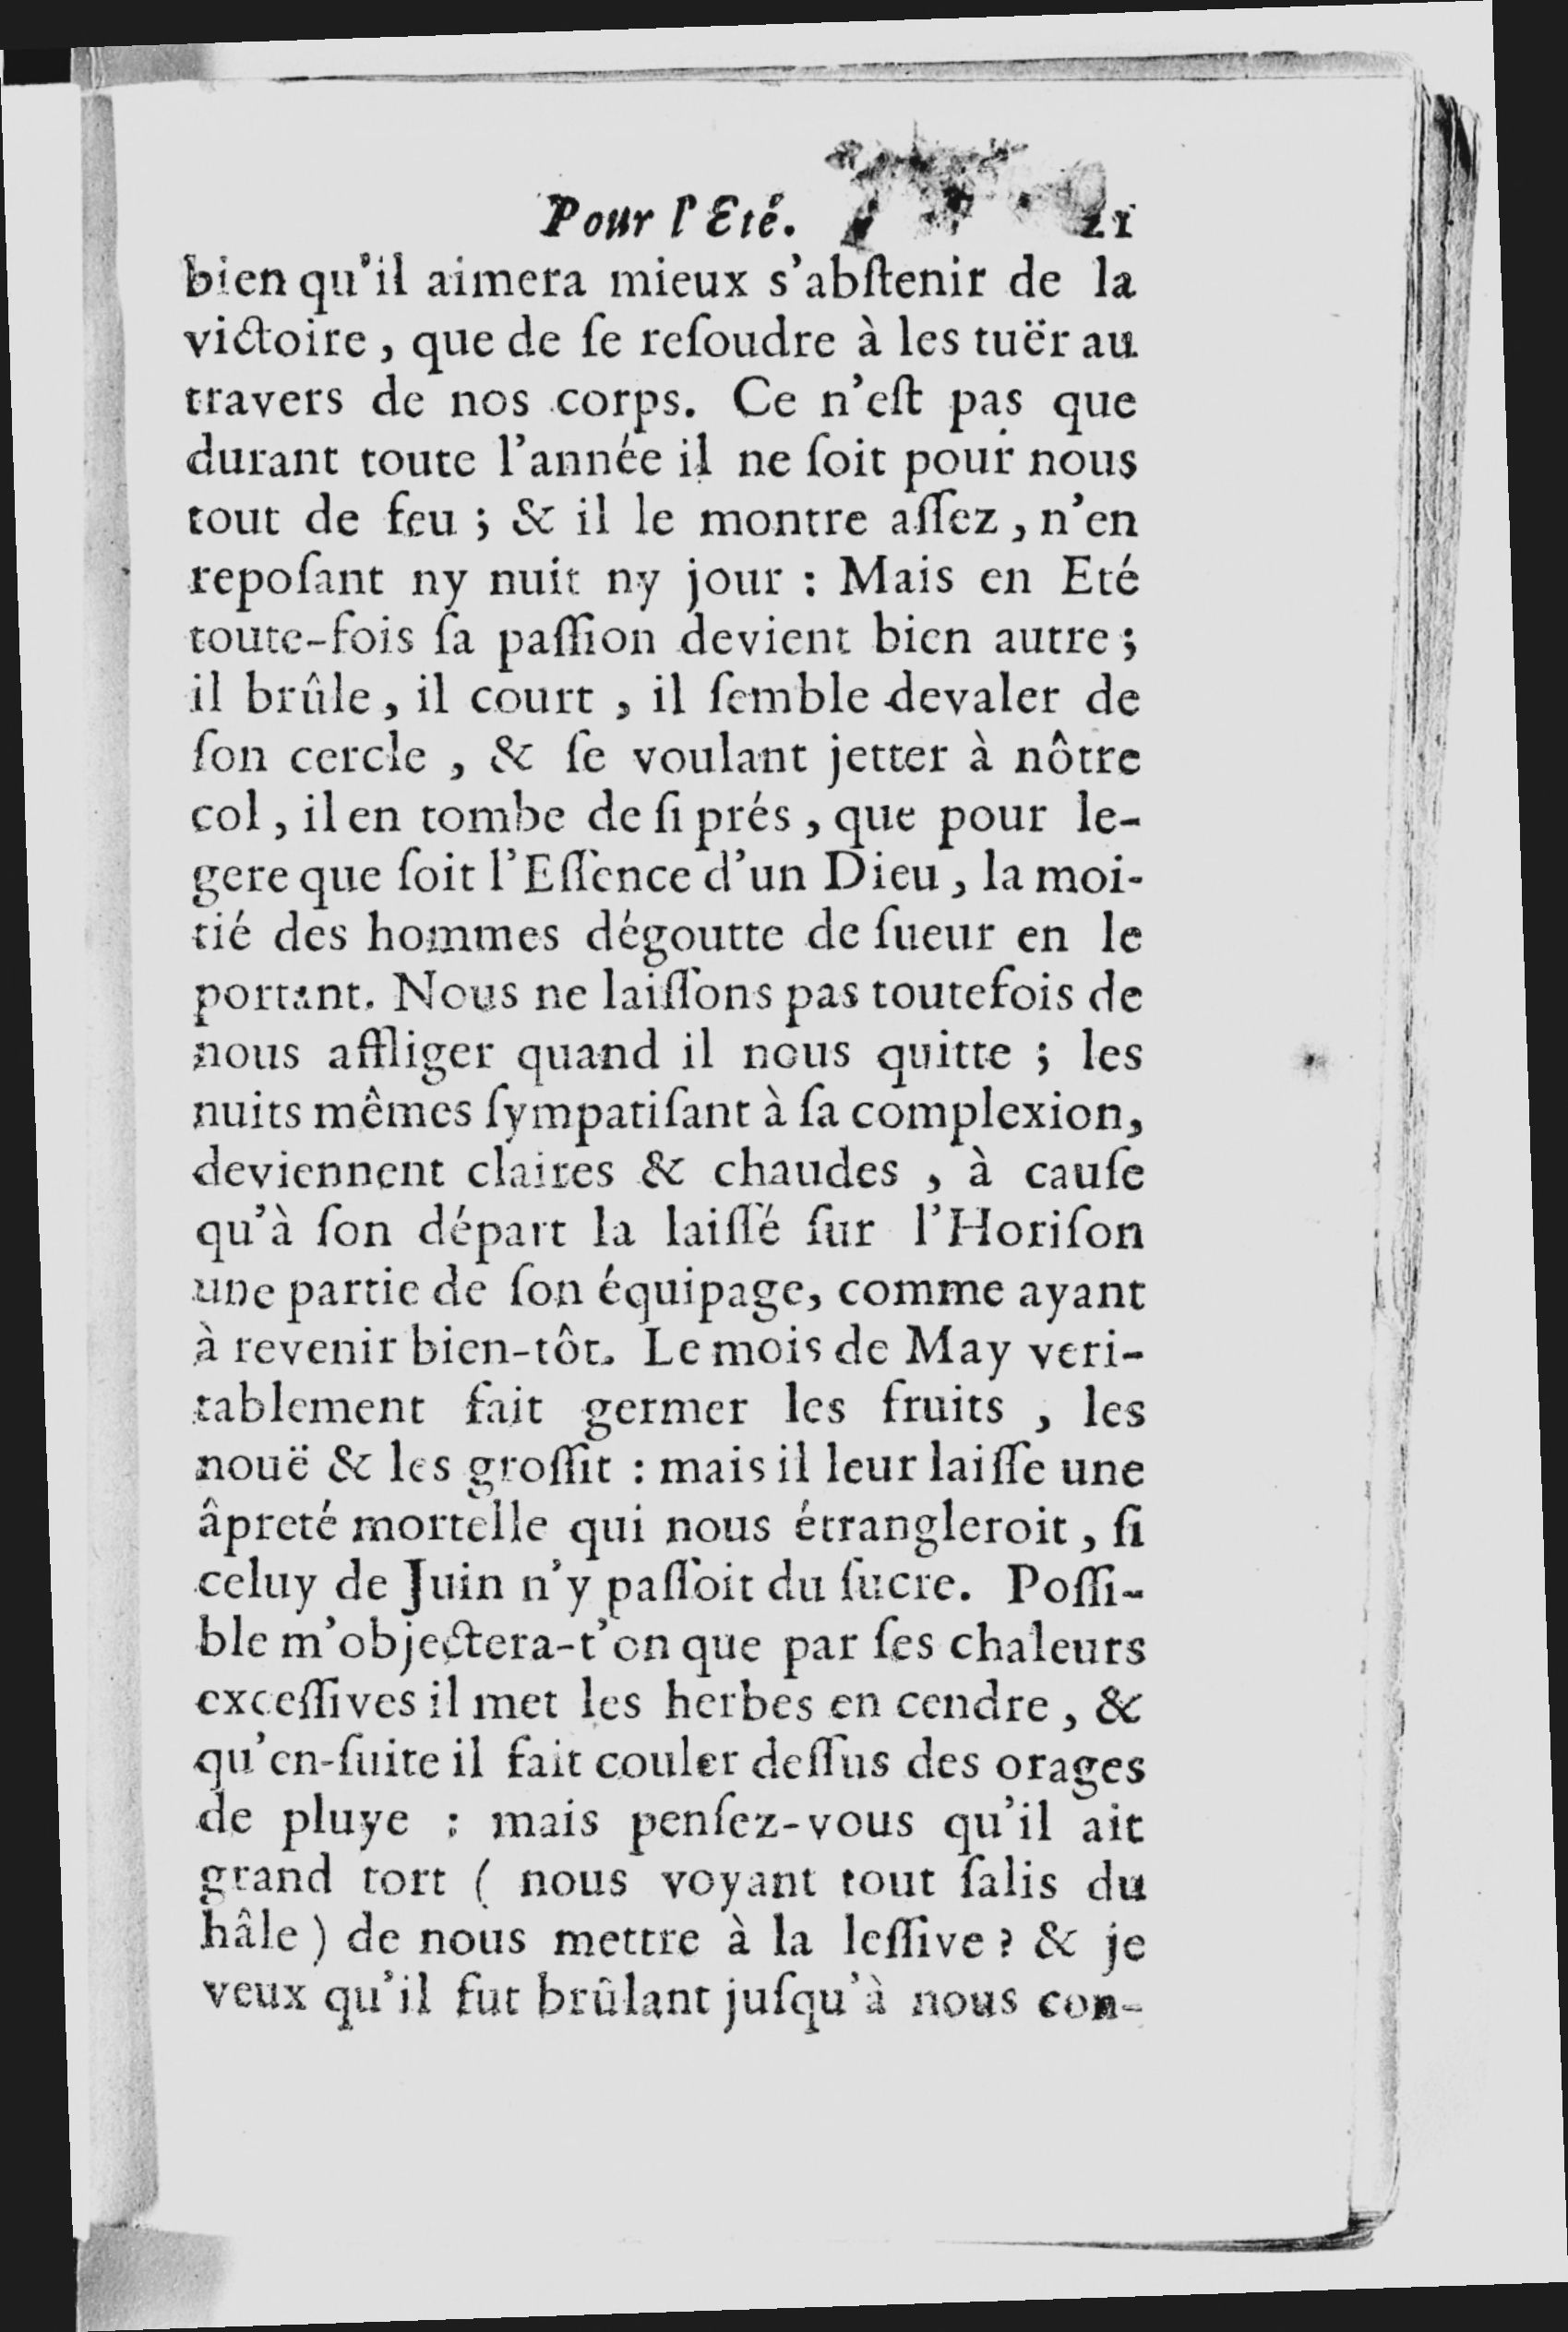 Pour l'Eté. 21
bien qu'il aimera mieux s'abſtenir de la
victoire, que de ſe reſoudre à les tuër au
travers de nos corps. Ce n'eſt pas que
durant toute l'année il ne ſoit pour nous
tout de feu ; & il le montre aſſez, n'en
repoſant ny nuit ny jour : Mais en Eté
toute-fois ſa paſſion devient bien autre ;
il brûle, il court, il ſemble devaler de
ſon cercle, & ſe voulant jetter à nôtre
col, il en tombe de ſi prés, que pour le-
gere que ſoit l'Eſſence d'un Dieu, la moi-
tié des hommes dégoutte de ſueur en le
portant. Nous ne laiſſons pas toutefois de
nous affliger quand il nous quitte ; les
nuits mêmes ſympatiſant à ſa complexion,
deviennent claires & chaudes, à cauſe
qu'à ſon départ la laiſſé ſur l'Horiſon
une partie de ſon équipage, comme ayant
à revenir bien-tôt. Le mois de May veri-
tablement fait germer les fruits, les
nouë & les groſſit : mais il leur laiſſe une
âpreté mortelle qui nous étrangleroit, ſi
celuy de Juin n'y paſſoit du ſucre. Poſſi-
ble m'objectera-t'on que par ſes chaleurs
exceſſives il met les herbes en cendre, &
qu'en-ſuite il fait couler deſſus des orages
de pluye : mais penſez-vous qu'il ait
grand tort ( nous voyant tout ſalis du
hâle ) de nous mettre à la leſſive ? & je
veux qu'il fut brûlant juſqu'à nous con-